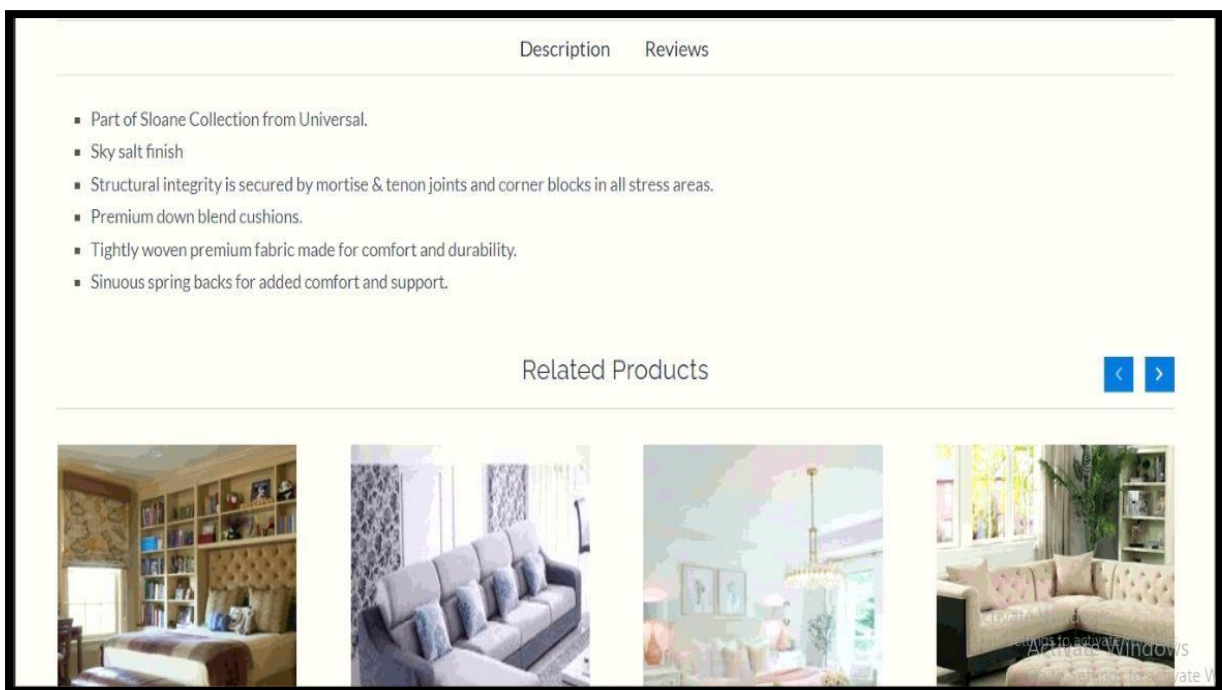 Description Reviews
Part of Sloane Collection from Universal.
Sky salt finish
Structural integrity is secured by mortise & tenon joints and corner blocks in all stress areas.
Premium down blend cushions.
Tightly woven premium fabric made for comfort and durability.
Sinuous spring backs for added comfort and support.
Related Products
Activate Windows